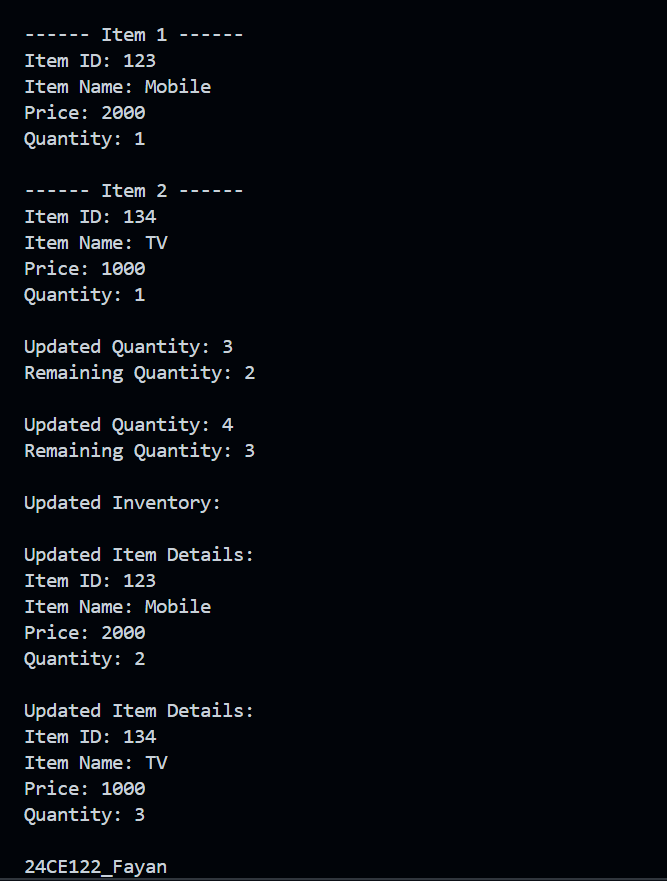 ------ Item 1 ------
Item ID: 123
Item Name: Mobile
Price: 2000
Quantity: 1
------ Item 2 ------
Item ID: 134
Item Name: TV
Price: 1000
Quantity: 1
Updated Quantity: 3
Remaining Quantity: 2
Updated Quantity: 4
Remaining Quantity: 3
Updated Inventory:
Updated Item Details:
Item ID: 123
Item Name: Mobile
Price: 2000
Quantity: 2
Updated Item Details:
Item ID: 134
Item Name: TV
Price: 1000
Quantity: 3
24CE122_Fayan